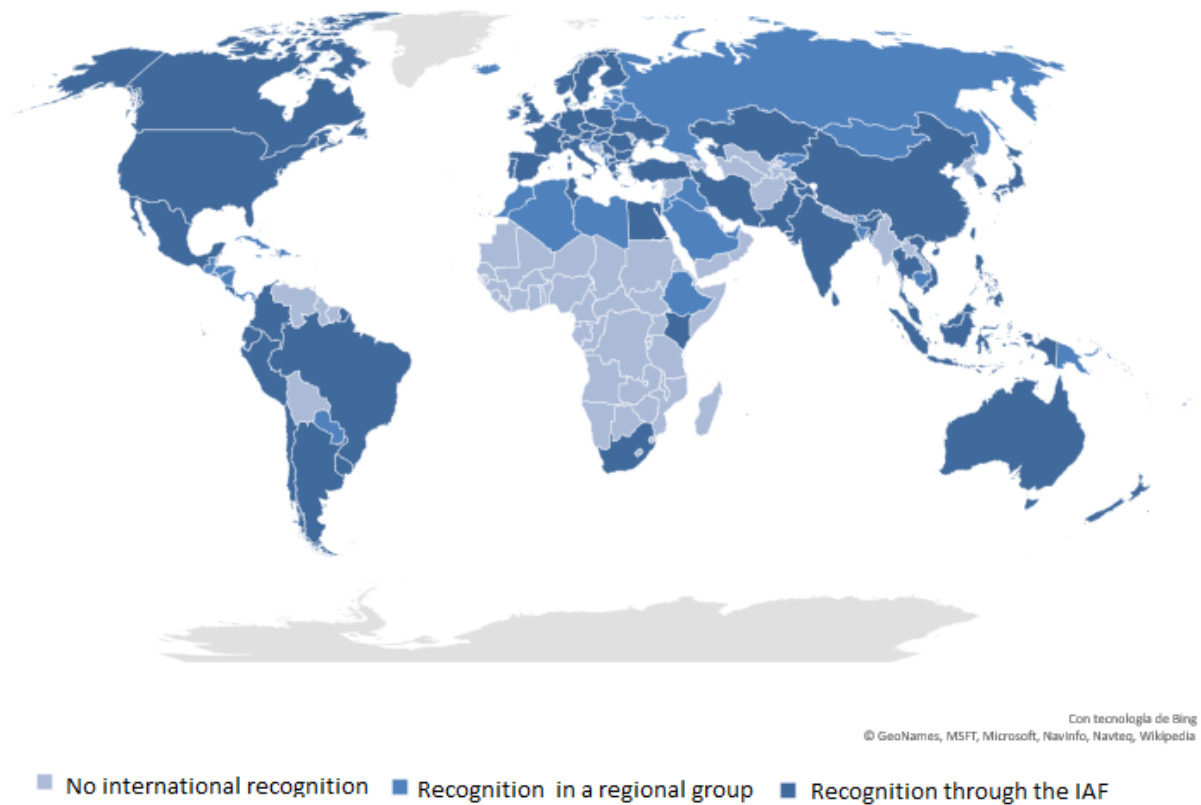 Con tecnología de Bing
© GeoNames, MSFT, Microsoft, NavInfo, Navteq, Wikipedia
No international recognition Recognition in a regional group Recognition through the IAF